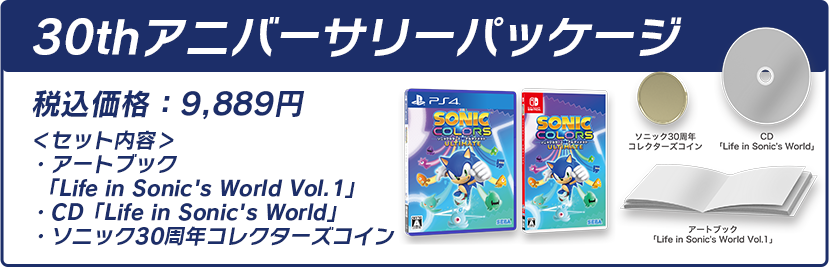 30thアニバーサリーパッケージ
税込価格：9,889円
＜セット内容＞
・アートブック
「Life in Sonic's World Vol.1」
・CD「Life in Sonic's World」
・ソニック30周年コレクターズコイン
PS4
SONIC
COLORS
ULTIMATE
SEGA
SONIC
COLORS
ULTIMATE
SEGA
ソニック30周年
コレクターズコイン
CD
「Life in Sonic's World」
アートブック
「Life in Sonic's World Vol.1」